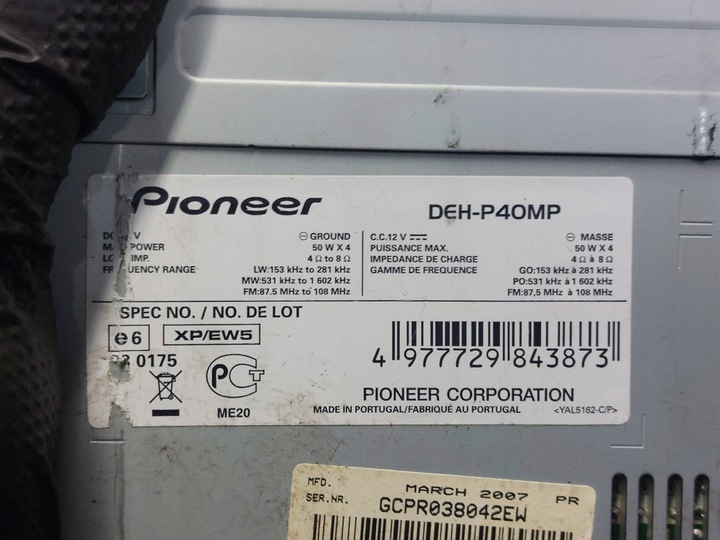 Pioneer DEH-P40MP
V ⊖ GROUND
POWER 50 W X 4
IMP. 4 Ω to 8 Ω
RANGE LW:153 kHz to 281 kHz
MW:531 kHz to 1 602 kHz
FM:87.5 MHz to 108 MHz
C.C.12 V ⎓ ⊖ MASSE
PUISSANCE MAX. 50 W X 4
IMPEDANCE DE CHARGE 4 Ω à 8 Ω
GAMME DE FREQUENCE GO:153 kHz à 281 kHz
PO:531 kHz à 1 602 kHz
FM:87,5 MHz à 108 MHz
SPEC NO. / NO. DE LOT
e6 XP/EW5
0175
PCT
ME20
4 977729 843873
PIONEER CORPORATION
MADE IN PORTUGAL/FABRIQUÉ AU PORTUGAL <YAL5162-C/P>
MFD. MARCH 2007 PR
SER.NR. GCPR038042EW